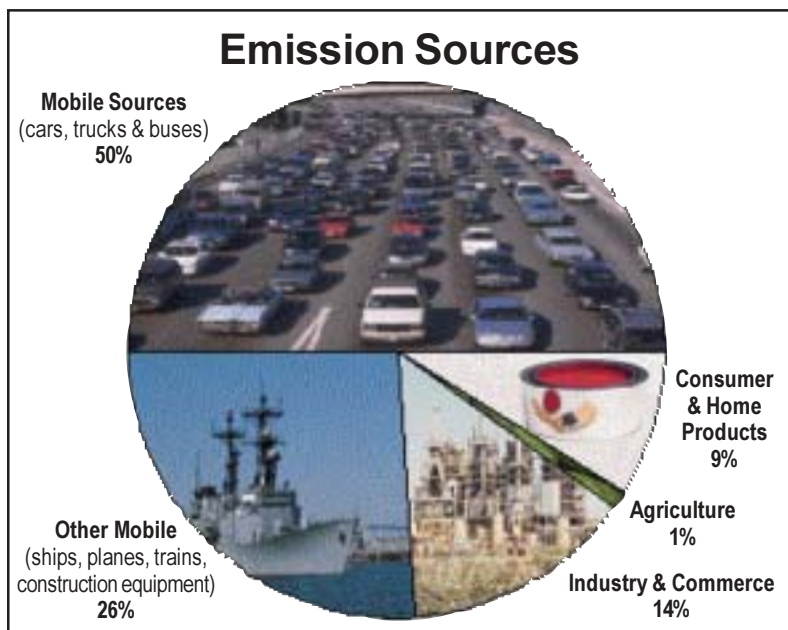 Emission Sources
Mobile Sources
(cars, trucks & buses)
50%
Consumer
& Home
Products
9%
Agriculture
1%
Industry & Commerce
14%
Other Mobile
(ships, planes, trains,
construction equipment)
26%